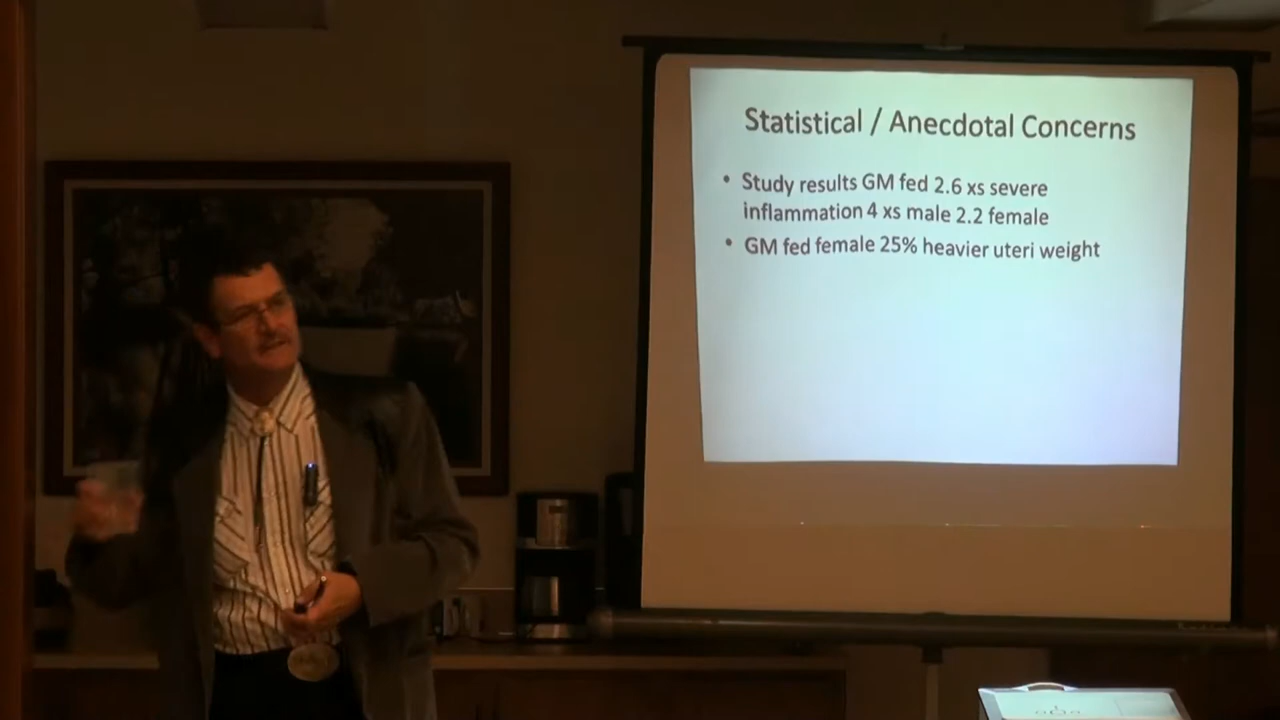 Statistical / Anecdotal Concerns
• Study results GM fed 2.6 xs severe
inflammation 4 xs male 2.2 female
• GM fed female 25% heavier uteri weight